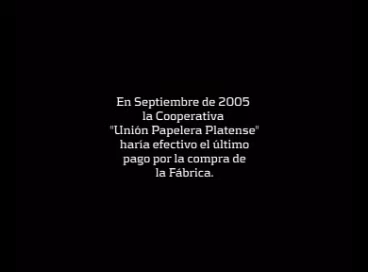 En Septiembre de 2005
la Cooperativa
"Unión Papelera Platense"
haría efectivo el último
pago por la compra de
la Fábrica.